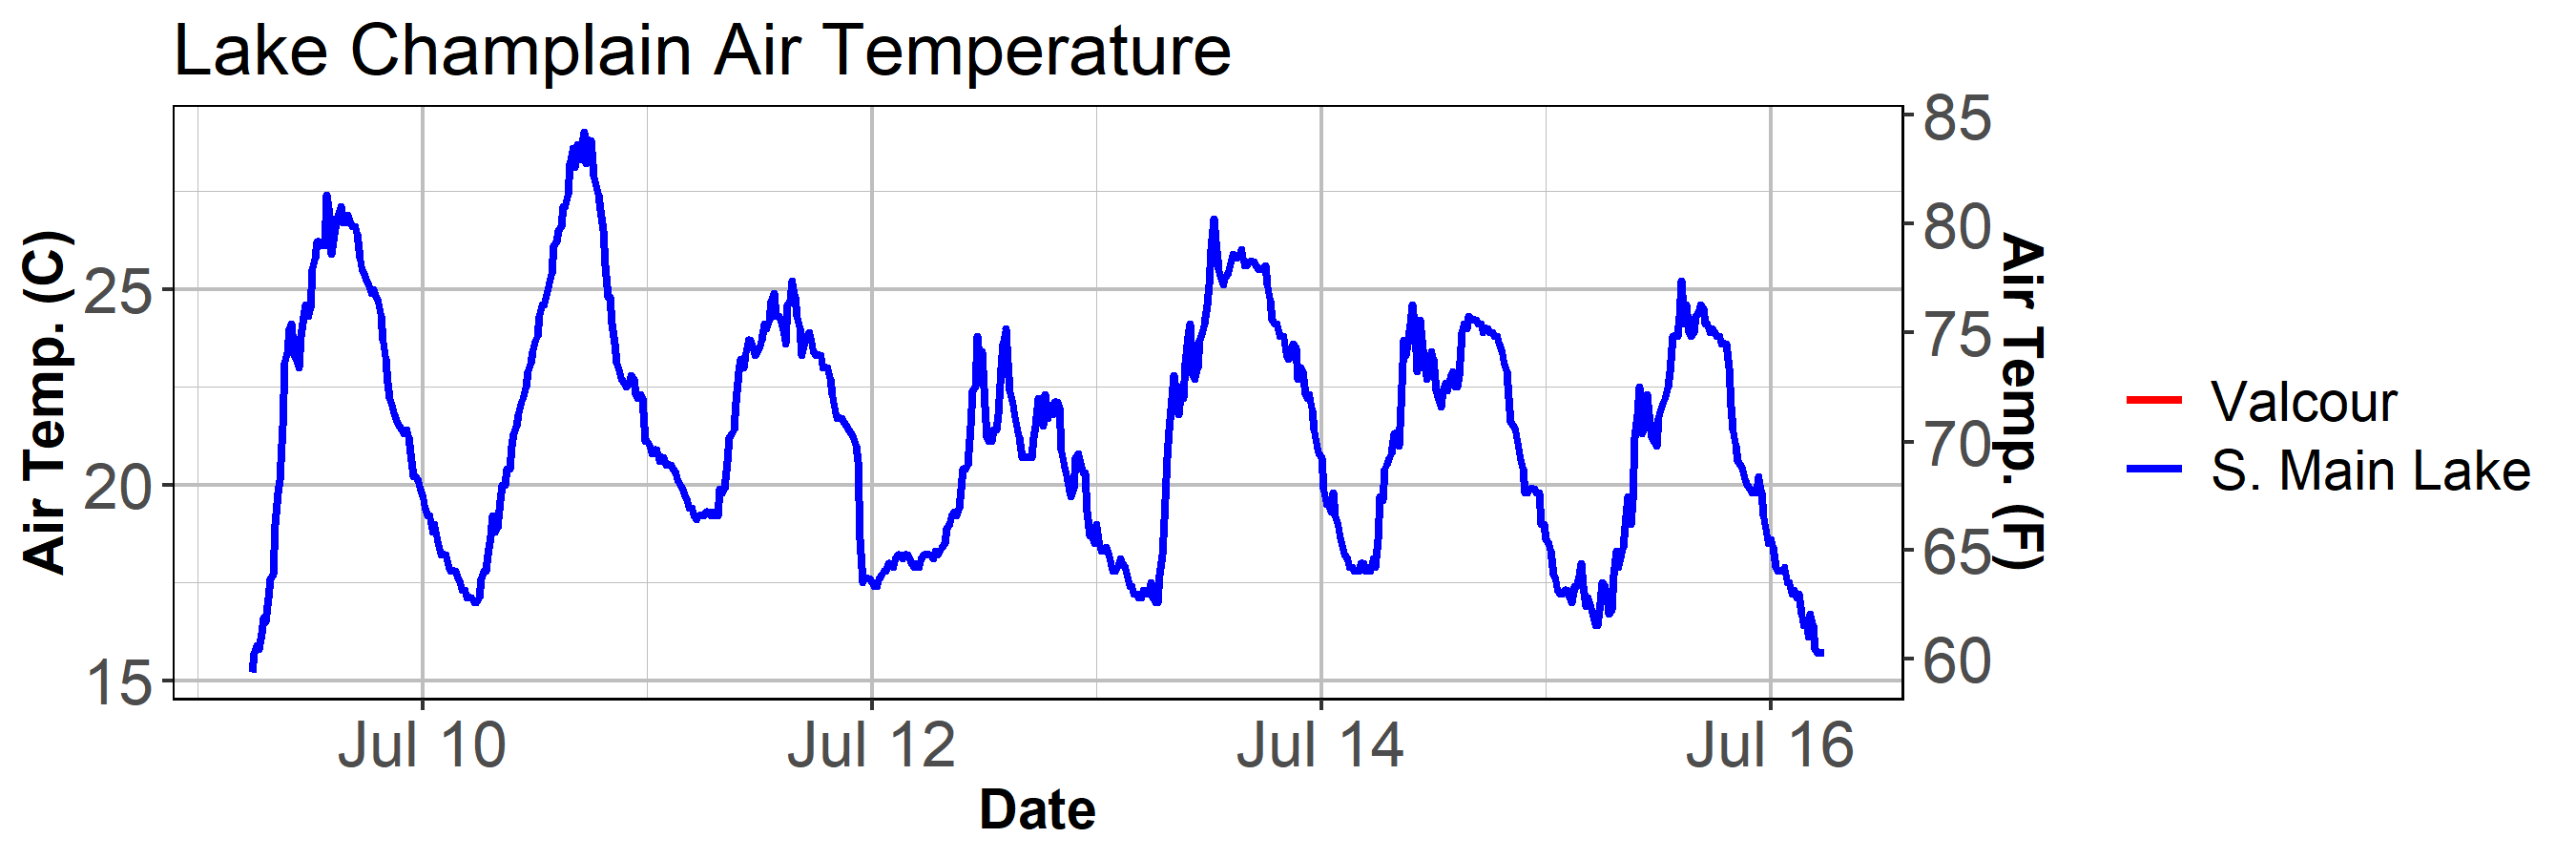 Lake Champlain Air Temperature
Air Temp. (C)
25
20
15
85
80
75
70
65
60
Air Temp. (F)
Jul 10
Jul 12
Jul 14
Jul 16
Date
Valcour
S. Main Lake